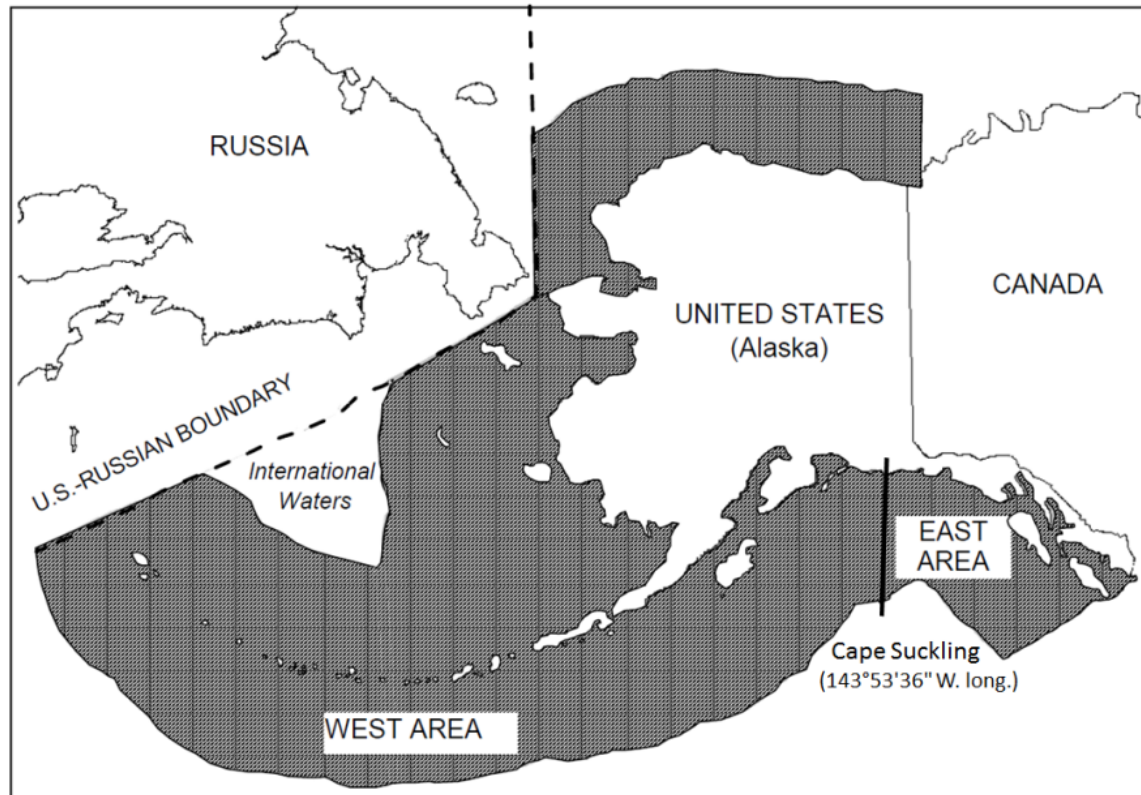 RUSSIA
CANADA
UNITED STATES
(Alaska)
U.S.-RUSSIAN BOUNDARY
International
Waters
EAST
AREA
Cape Suckling
(143°53'36" W. long.)
WEST AREA